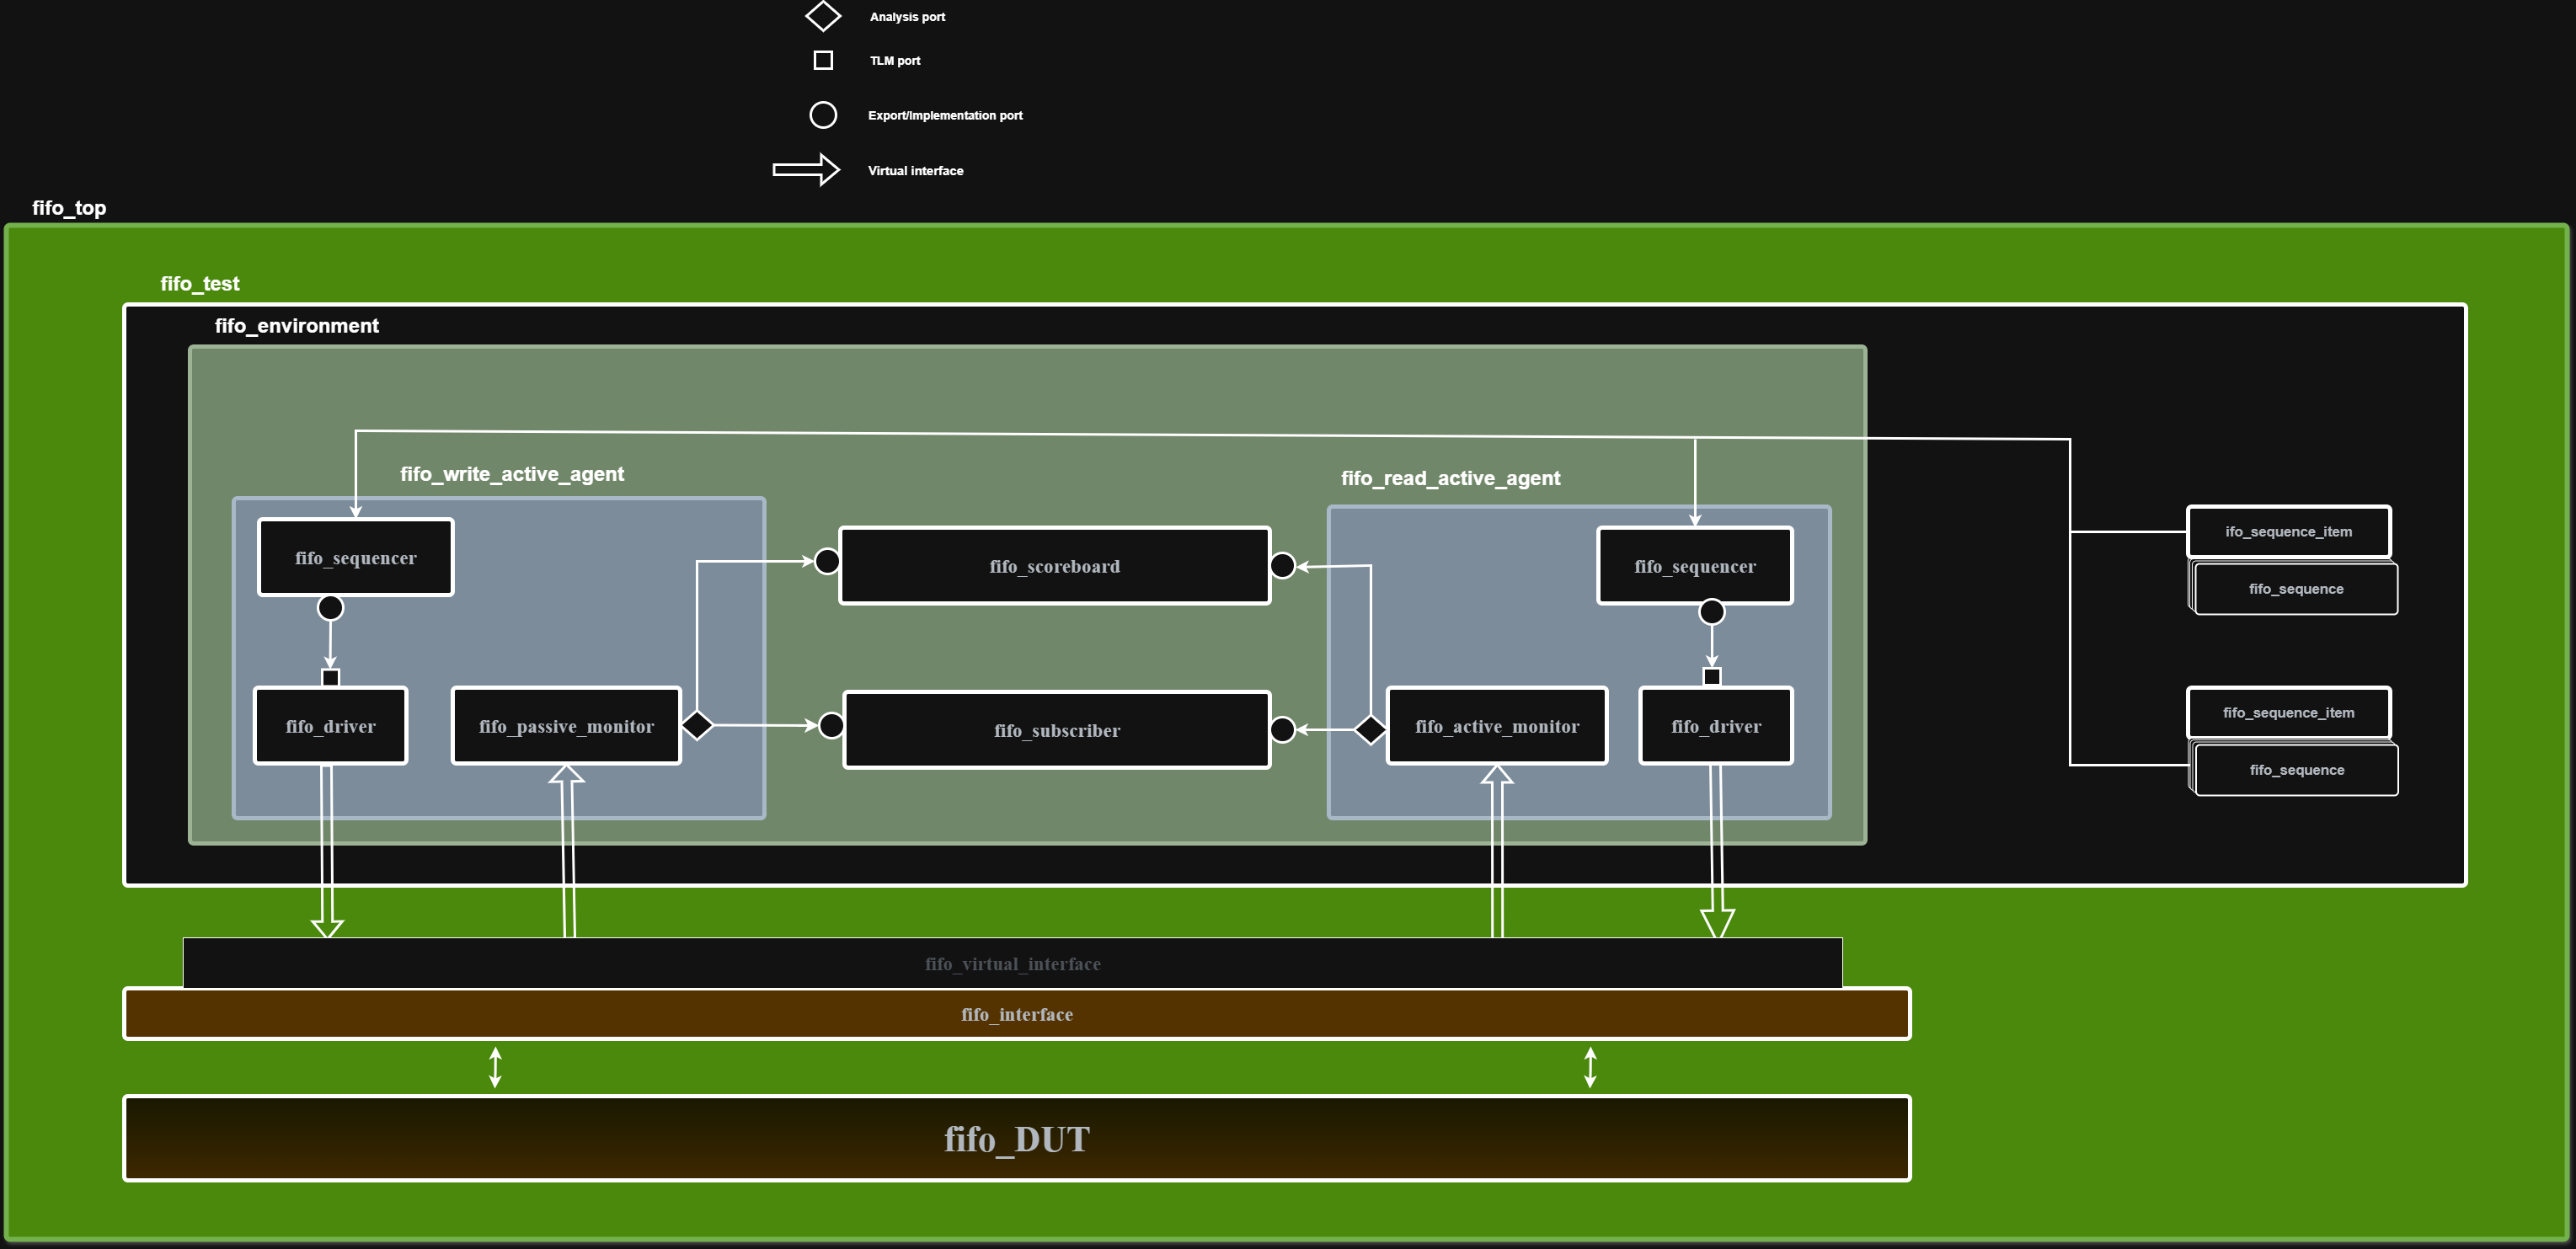 Analysis port
TLM port
Export/Implementation port
Virtual interface
fifo_top
fifo_test
fifo_environment
fifo_write_active_agent
fifo_read_active_agent
fifo_sequencer
fifo_scoreboard
fifo_sequencer
ifo_sequence_item
fifo_sequence
fifo_driver
fifo_passive_monitor
fifo_subscriber
fifo_active_monitor
fifo_driver
fifo_sequence_item
fifo_sequence
fifo_virtual_interface
fifo_interface
fifo_DUT